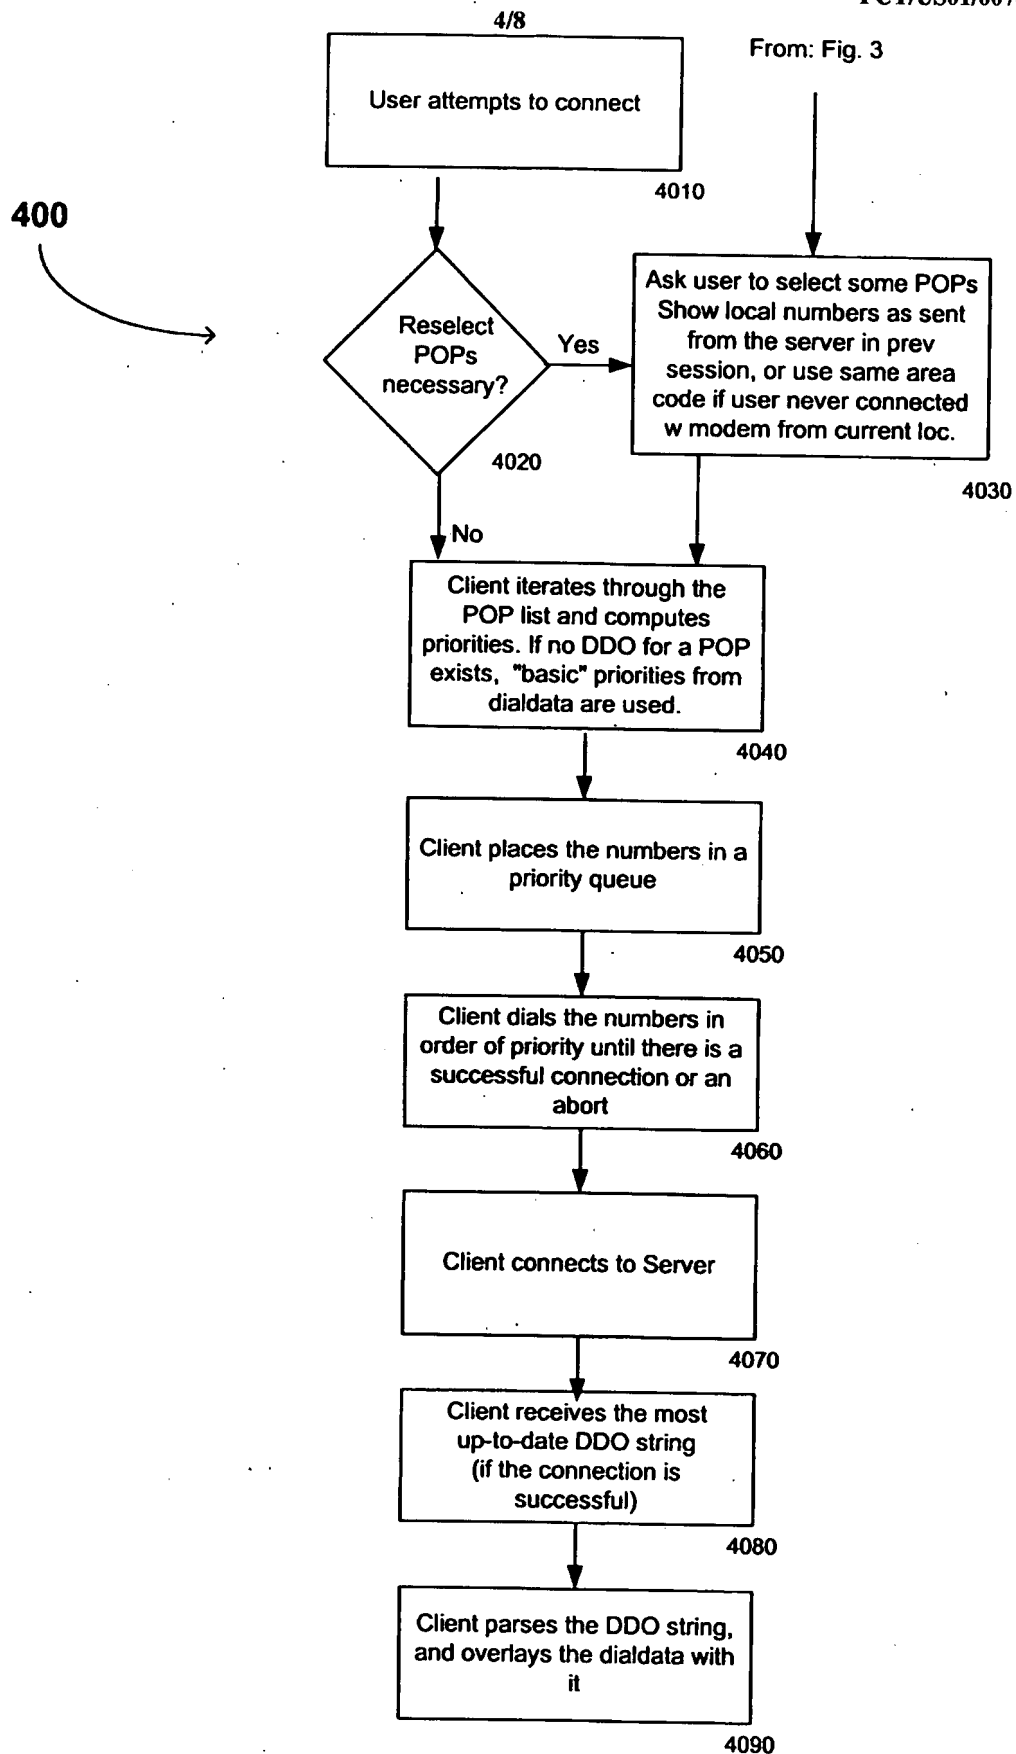 4/8
From: Fig. 3
User attempts to connect
4010
400
Reselect
POPs
necessary?
Yes
4020
No
Ask user to select some POPs
Show local numbers as sent
from the server in prev
session, or use same area
code if user never connected
w modem from current loc.
4030
Client iterates through the
POP list and computes
priorities. If no DDO for a POP
exists, "basic" priorities from
dialdata are used.
4040
Client places the numbers in a
priority queue
4050
Client dials the numbers in
order of priority until there is a
successful connection or an
abort
4060
Client connects to Server
4070
Client receives the most
up-to-date DDO string
(if the connection is
successful)
4080
Client parses the DDO string,
and overlays the dialdata with
it
4090